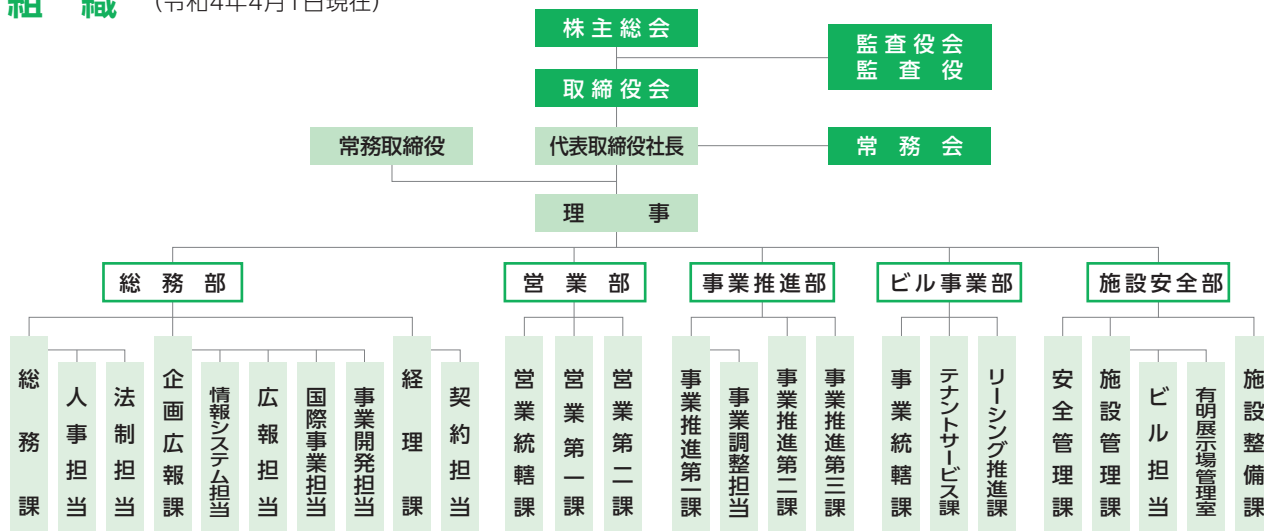 組織 (令和4年4月1日現在)
株主総会
監査役会
監査役
取締役会
常務取締役
代表取締役社長
常務会
理事
総務部
営業部
事業推進部
ビル事業部
施設安全部
総務課
人事担当
法制担当
企画広報課
情報システム担当
広報担当
国際事業担当
事業開発担当
経理課
契約担当
営業統轄課
営業第一課
営業第二課
事業推進第一課
事業調整担当
事業推進第二課
事業推進第三課
事業統轄課
テナントサービス課
リーシング推進課
安全管理課
施設管理課
ビル担当
有明展示場管理室
施設整備課